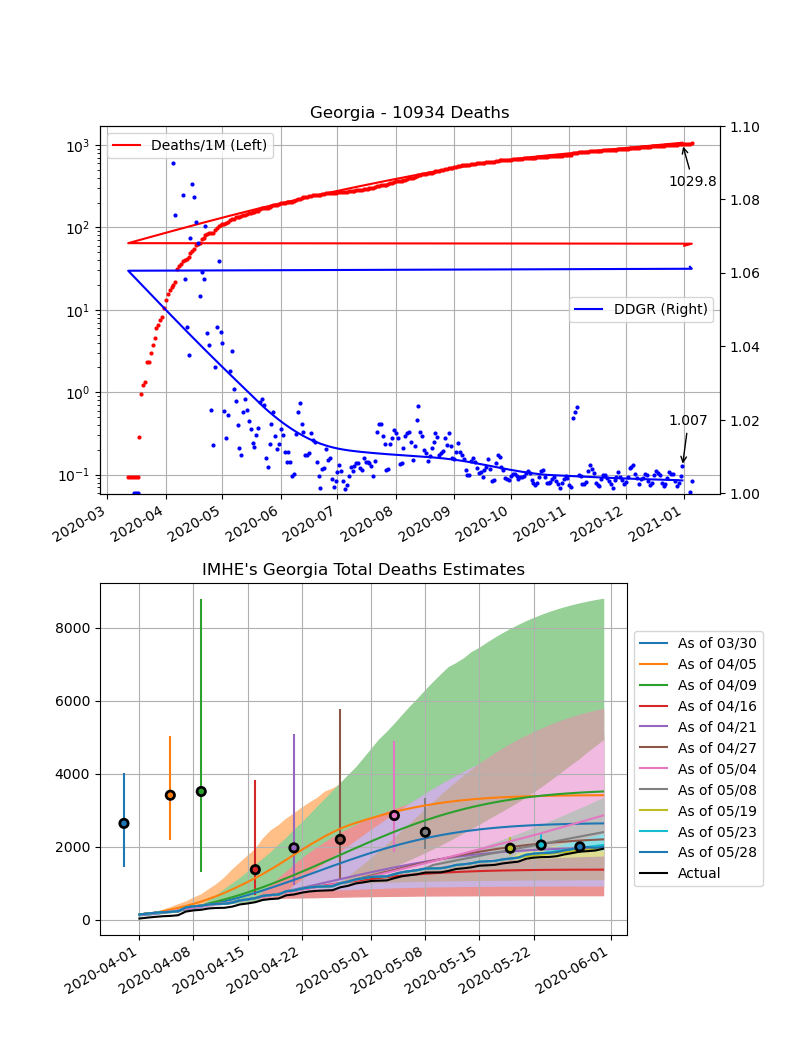 Georgia - 10934 Deaths
10³
10²
10¹
10⁰
10⁻¹
Deaths/1M (Left)
1029.8
DDGR (Right)
1.007
1.10
1.08
1.06
1.04
1.02
1.00
2020-03
2020-04
2020-05
2020-06
2020-07
2020-08
2020-09
2020-10
2020-11
2020-12
2021-01
IMHE's Georgia Total Deaths Estimates
8000
6000
4000
2000
0
As of 03/30
As of 04/05
As of 04/09
As of 04/16
As of 04/21
As of 04/27
As of 05/04
As of 05/08
As of 05/19
As of 05/23
As of 05/28
Actual
2020-04-01
2020-04-08
2020-04-15
2020-04-22
2020-05-01
2020-05-08
2020-05-15
2020-05-22
2020-06-01